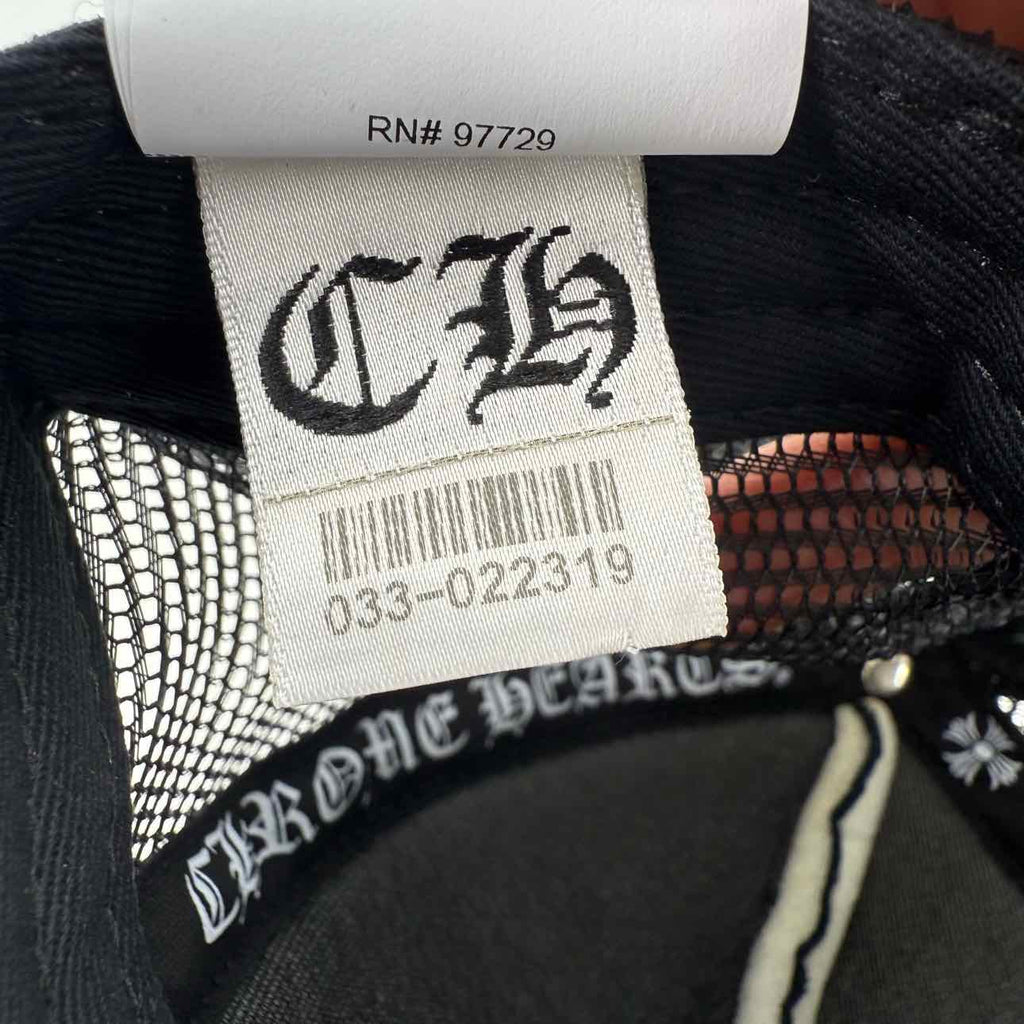 RN# 97729
CH
033-022319
CHROME HEARTS.